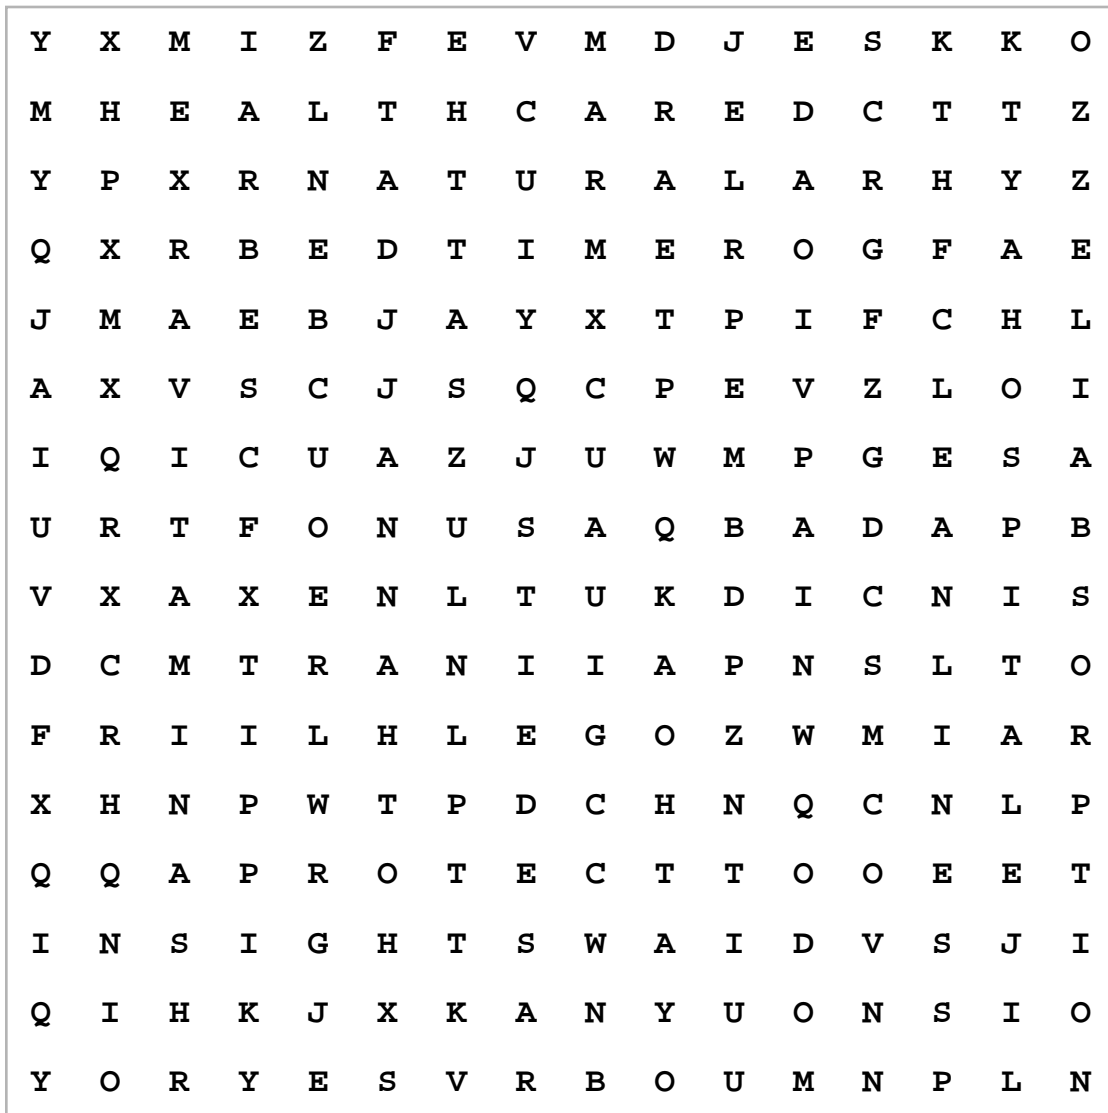 Y X M I Z F E V M D J E S K K O
M H E A L T H C A R E D C T T Z
Y P X R N A T U R A L A R H Y Z
Q X R B E D T I M E R O G F A E
J M A E B J A Y X T P I F C H L
A X V S C J S Q C P E V Z L O I
I Q I C U A Z J U W M P G E S A
U R T F O N U S A Q B A D A P B
V X A X E N L T U K D I C N I S
D C M T R A N I I A P N S L T O
F R I I L H L E G O Z W M I A R
X H N P W T P D C H N Q C N L P
Q Q A P R O T E C T T O O E E T
I N S I G H T S W A I D V S J I
Q I H K J X K A N Y U O N S I O
Y O R Y E S V R B O U M N P L N